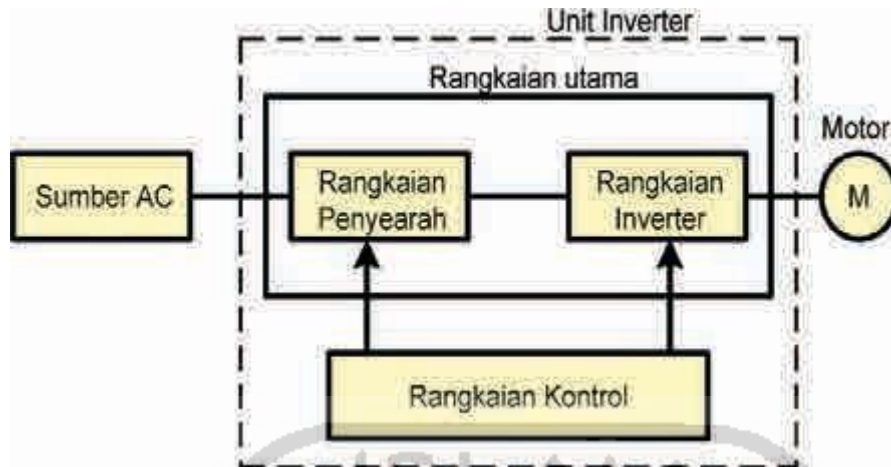 Unit Inverter
Rangkaian utama
Motor
Sumber AC
Rangkaian
Penyearah
Rangkaian
Inverter
M
Rangkaian Kontrol